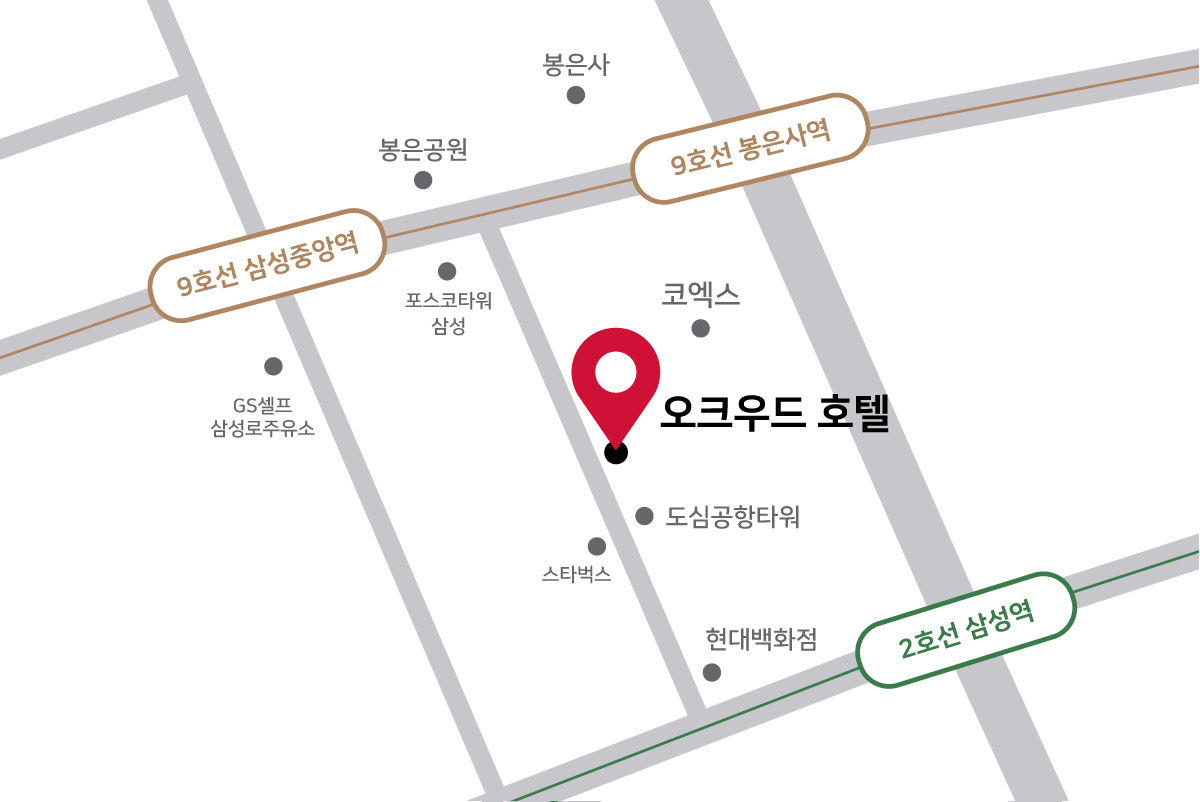 봉은사
9호선 봉은사역
봉은공원
9호선 삼성중앙역
포스코타워
삼성
코엑스
GS셀프
삼성로주유소
오크우드 호텔
도심공항타워
스타벅스
현대백화점
2호선 삼성역